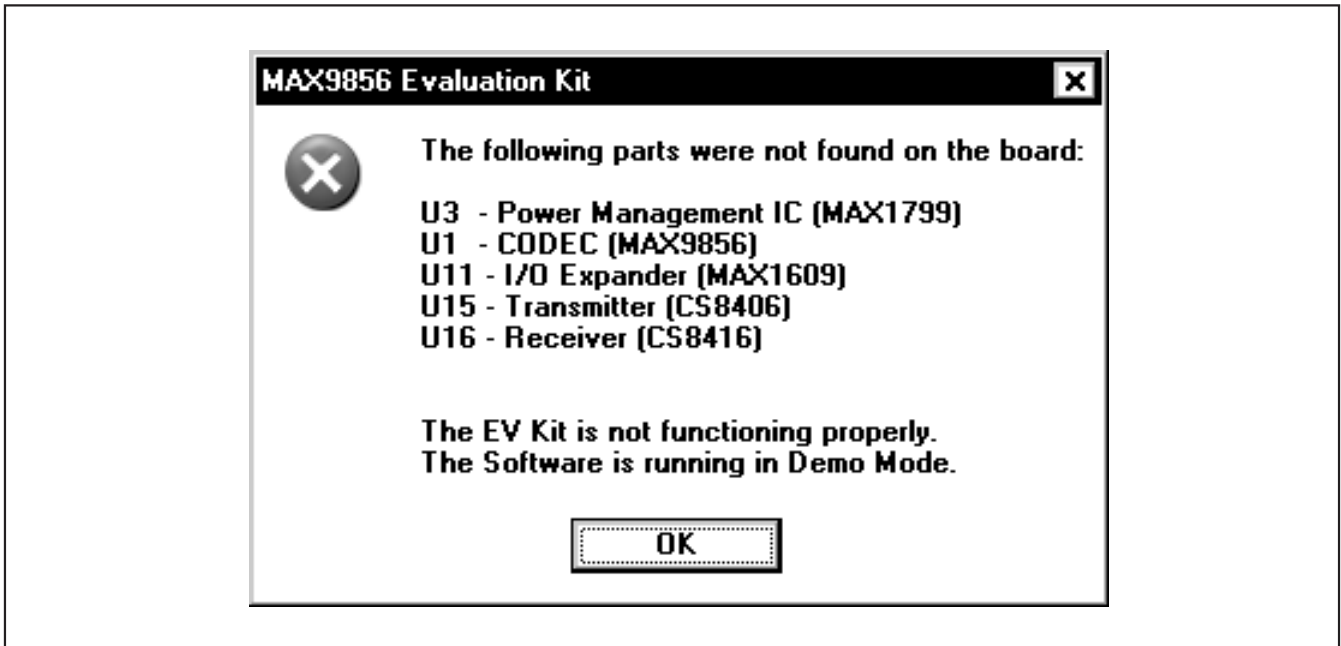 MAX9856 Evaluation Kit
The following parts were not found on the board:
U3 - Power Management IC (MAX1799)
U1 - CODEC (MAX9856)
U11 - I/O Expander (MAX1609)
U15 - Transmitter (CS8406)
U16 - Receiver (CS8416)
The EV Kit is not functioning properly.
The Software is running in Demo Mode.
OK